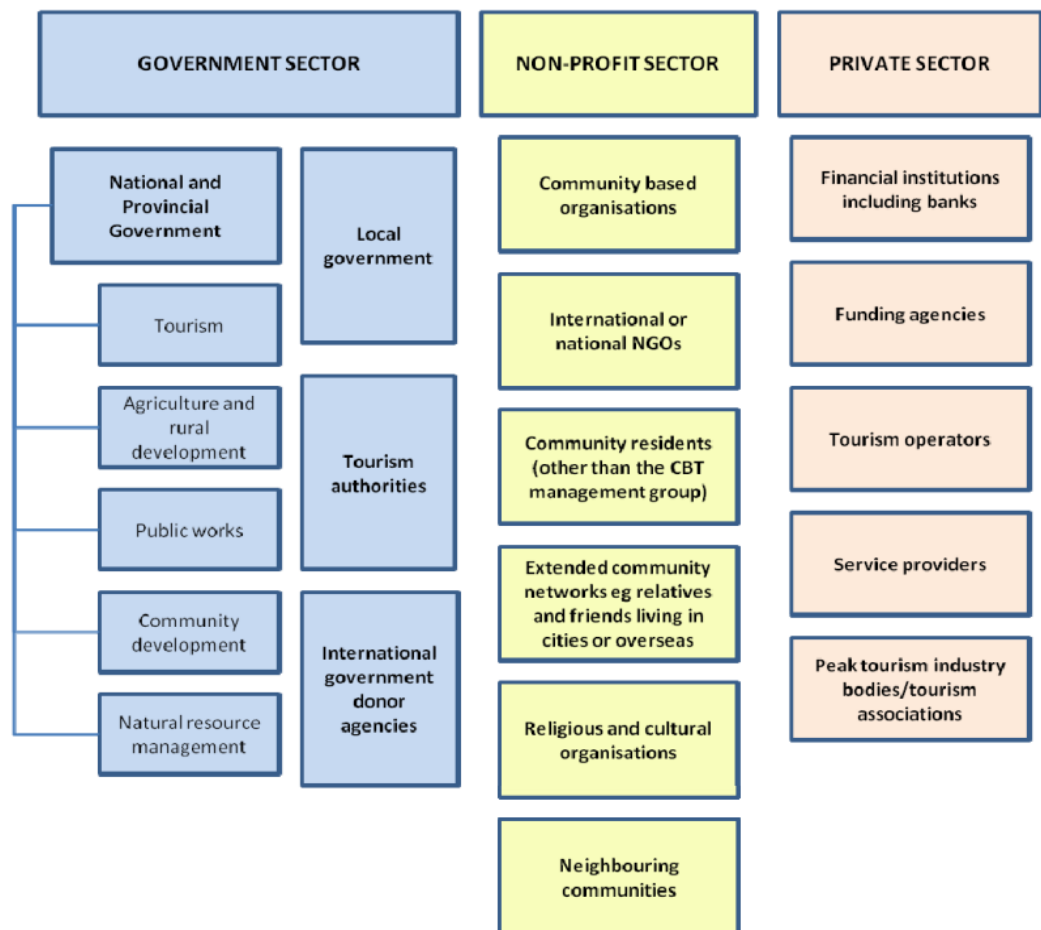 GOVERNMENT SECTOR
NON-PROFIT SECTOR
PRIVATE SECTOR
National and
Provincial
Government
Tourism
Agriculture and
rural
development
Public works
Community
development
Natural resource
management
Local
government
Tourism
authorities
International
government
donor
agencies
Community based
organisations
International or
national NGOs
Community residents
(other than the CBT
management group)
Extended community
networks eg relatives
and friends living in
cities or overseas
Religious and cultural
organisations
Neighbouring
communities
Financial institutions
including banks
Funding agencies
Tourism operators
Service providers
Peak tourism industry
bodies/tourism
associations